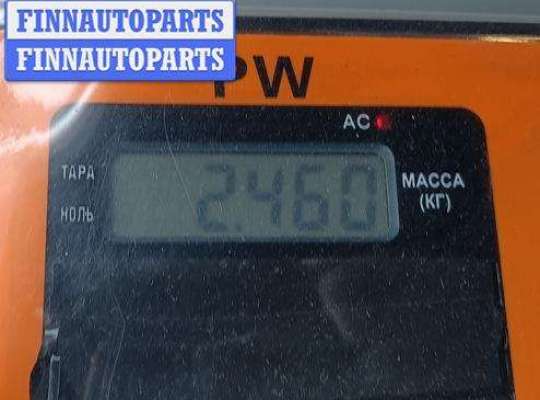 FINNAUTOPARTS
FINNAUTOPARTS
PW
AC
ТАРА
2.460
МАССА
НОЛЬ
(КГ)